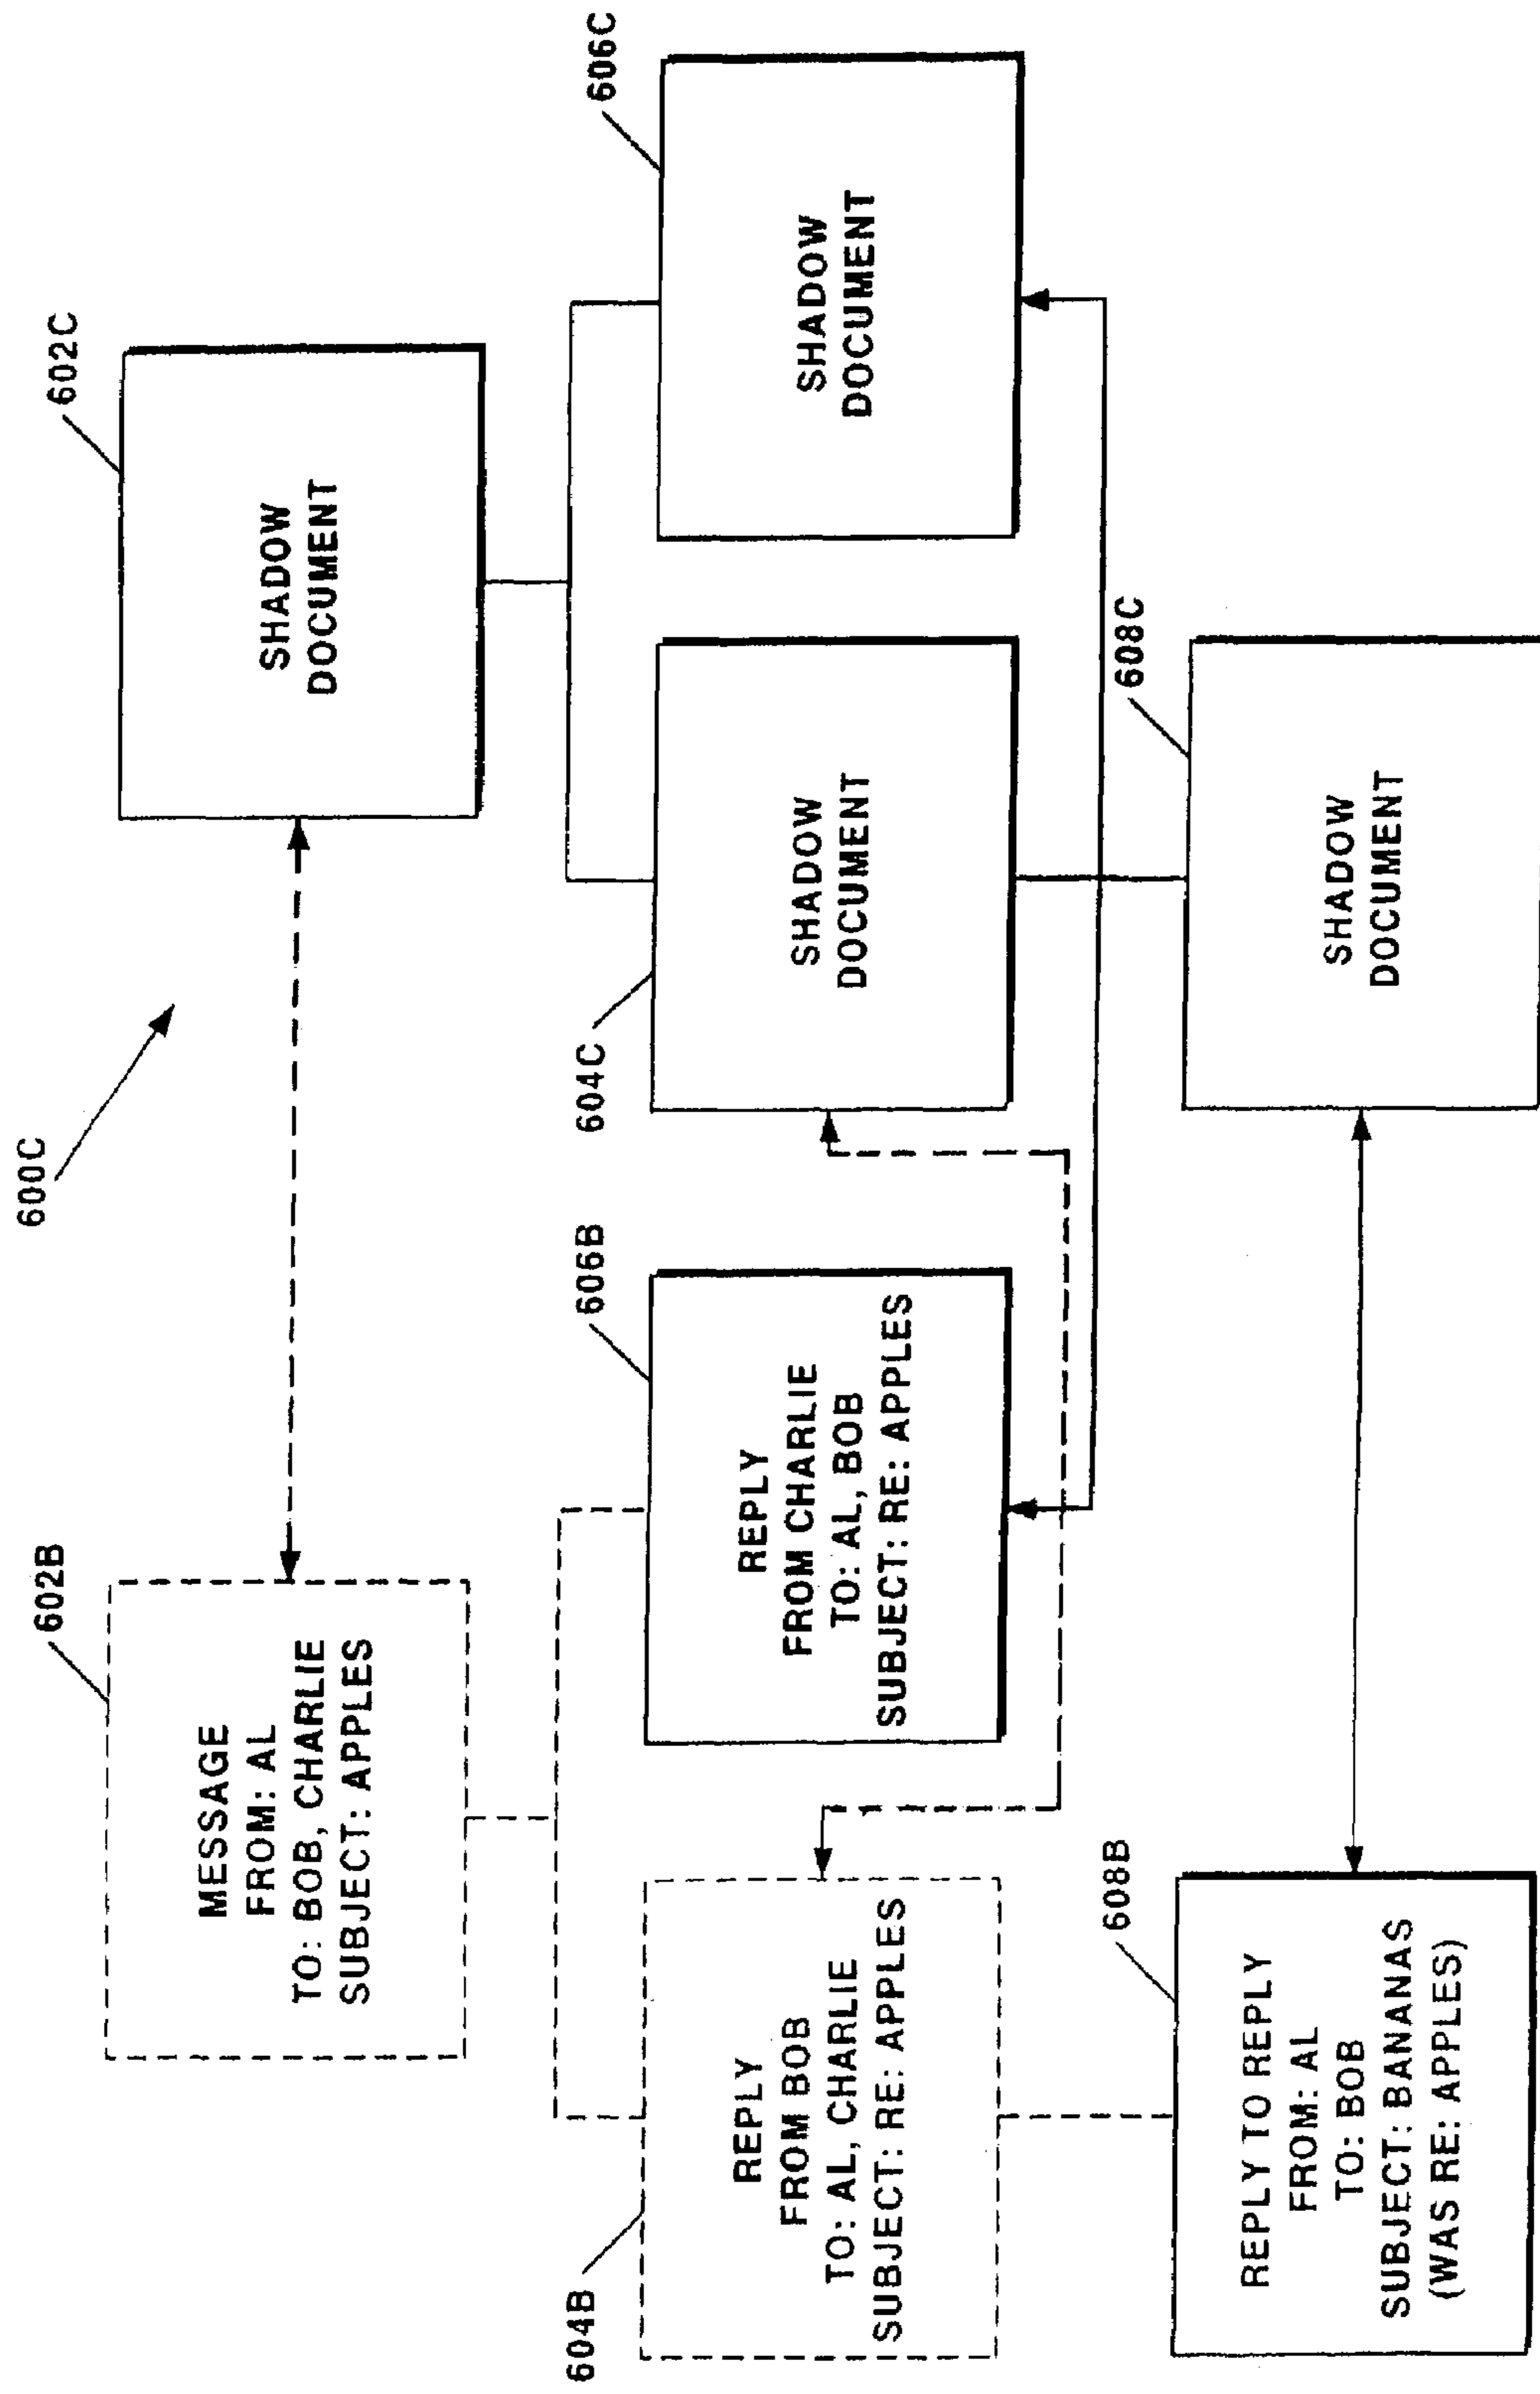 600C
602B
MESSAGE
FROM: AL
TO: BOB, CHARLIE
SUBJECT: APPLES
602C
SHADOW
DOCUMENT
604B
REPLY
FROM BOB
TO: AL, CHARLIE
SUBJECT: RE: APPLES
606B
REPLY
FROM CHARLIE
TO: AL, BOB
SUBJECT: RE: APPLES
604C
SHADOW
DOCUMENT
606C
SHADOW
DOCUMENT
608B
REPLY TO REPLY
FROM: AL
TO: BOB
SUBJECT: BANANAS
(WAS RE: APPLES)
608C
SHADOW
DOCUMENT